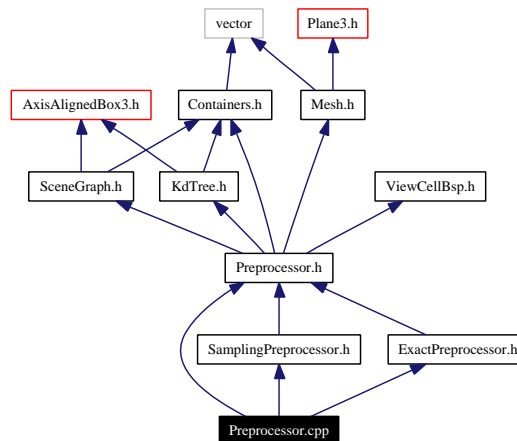 vector
Plane3.h
AxisAlignedBox3.h
Containers.h
Mesh.h
SceneGraph.h
KdTree.h
ViewCellBsp.h
Preprocessor.h
SamplingPreprocessor.h
ExactPreprocessor.h
Preprocessor.cpp